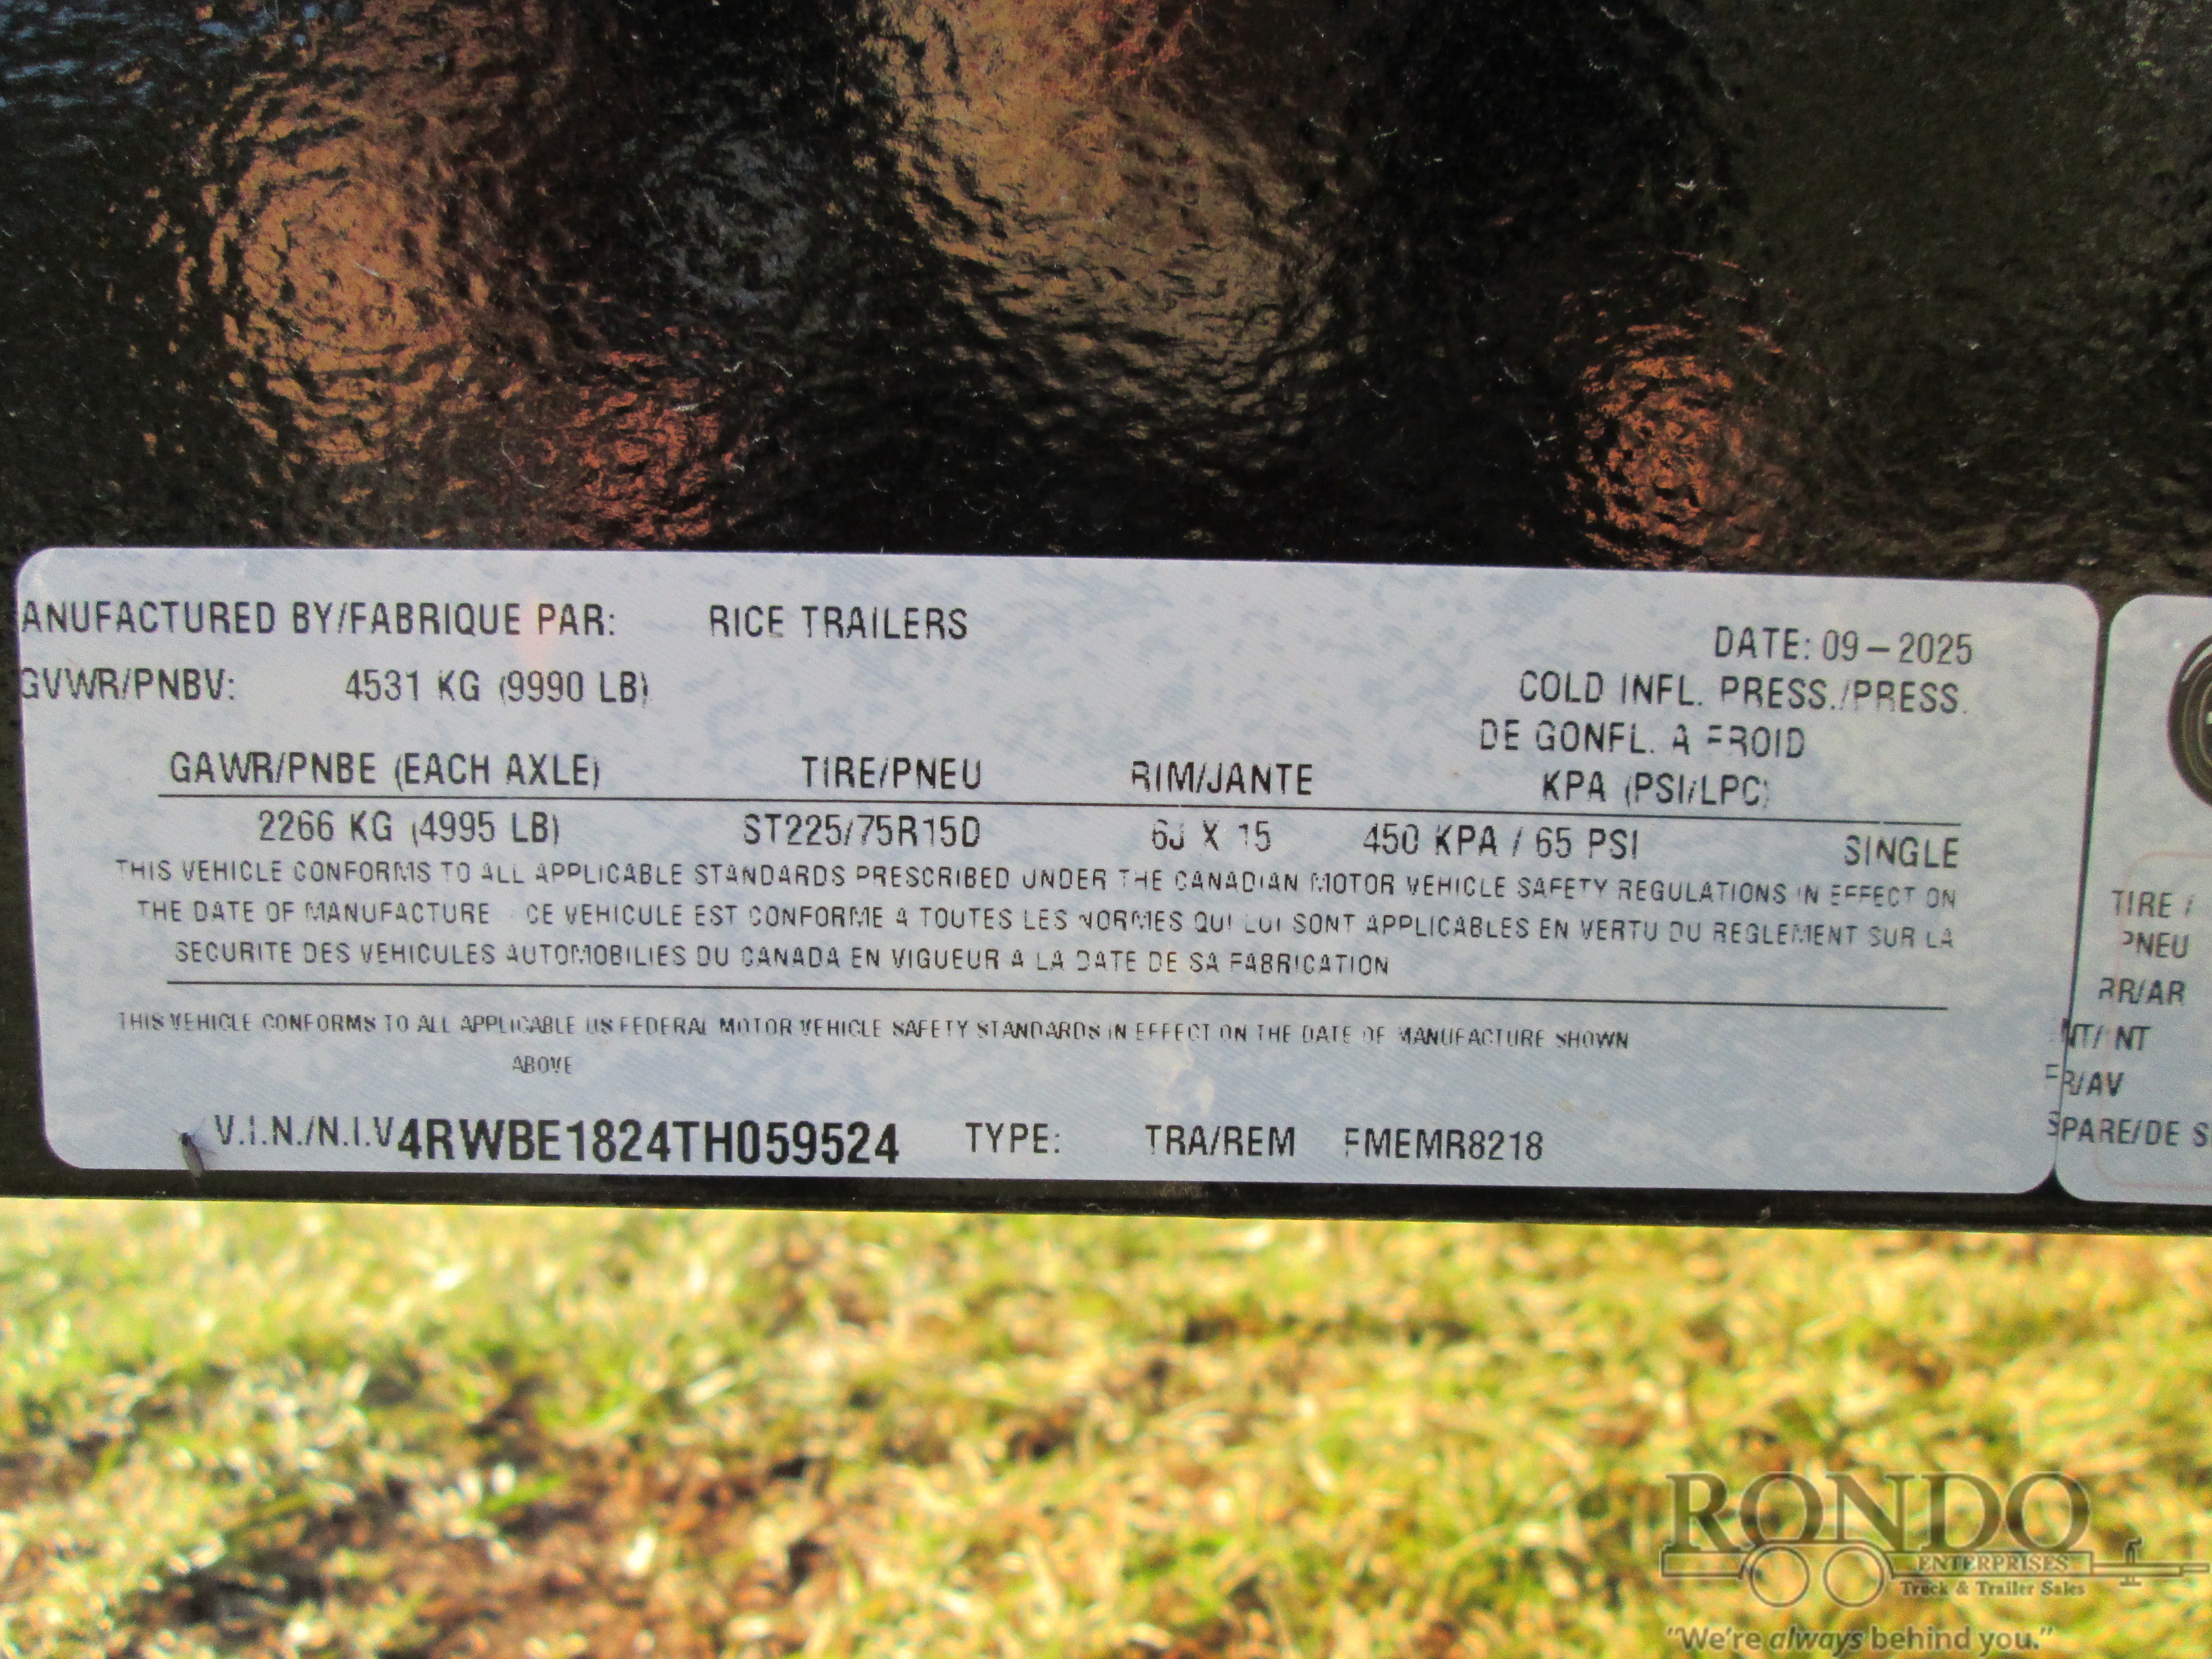 ANUFACTURED BY/FABRIQUE PAR: RICE TRAILERS
DATE: 09-2025
GVWR/PNBV: 4531 KG (9990 LB)
COLD INFL. PRESS./PRESS.
DE GONFL. A FROID
GAWR/PNBE (EACH AXLE) TIRE/PNEU RIM/JANTE KPA (PSI/LPC)
2266 KG (4995 LB) ST225/75R15D 6J X 15 450 KPA / 65 PSI SINGLE
THIS VEHICLE CONFORMS TO ALL APPLICABLE STANDARDS PRESCRIBED UNDER THE CANADIAN MOTOR VEHICLE SAFETY REGULATIONS IN EFFECT ON
THE DATE OF MANUFACTURE CE VEHICULE EST CONFORME A TOUTES LES NORMES QUI LUI SONT APPLICABLES EN VERTU DU REGLEMENT SUR LA
SECURITE DES VEHICULES AUTOMOBILIES DU CANADA EN VIGUEUR A LA DATE DE SA FABRICATION
THIS VEHICLE CONFORMS TO ALL APPLICABLE US FEDERAL MOTOR VEHICLE SAFETY STANDARDS IN EFFECT ON THE DATE OF MANUFACTURE SHOWN
ABOVE
V.I.N./N.I.V 4RWBE1824TH059524 TYPE: TRA/REM FMEMR8218
TIRE /
PNEU
RR/AR
NT/ NT
FR/AV
SPARE/DE S
RONDO
ENTERPRISES
Truck & Trailer Sales
"We're always behind you."